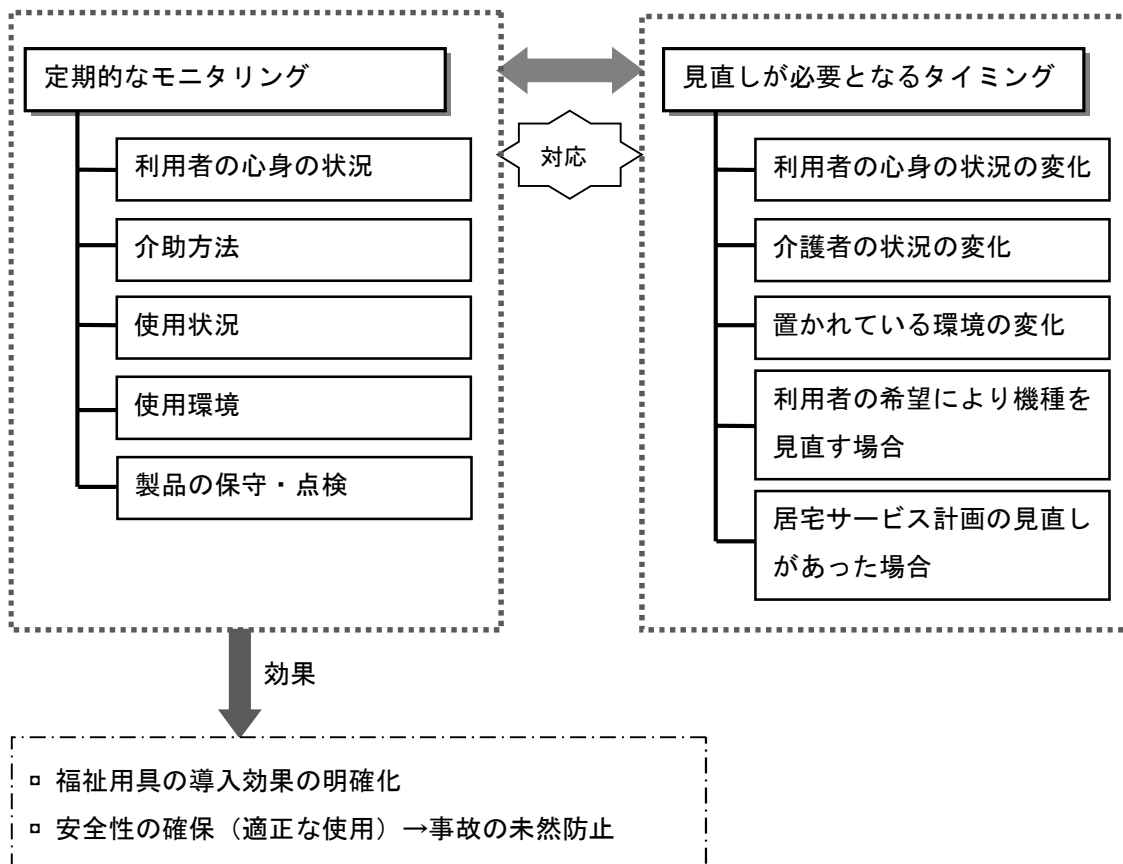 定期的なモニタリング
利用者の心身の状況
介助方法
使用状況
使用環境
製品の保守・点検
対応
見直しが必要となるタイミング
利用者の心身の状況の変化
介護者の状況の変化
置かれている環境の変化
利用者の希望により機種を
見直す場合
居宅サービス計画の見直し
があった場合
効果
▫ 福祉用具の導入効果の明確化
▫ 安全性の確保（適正な使用）→事故の未然防止